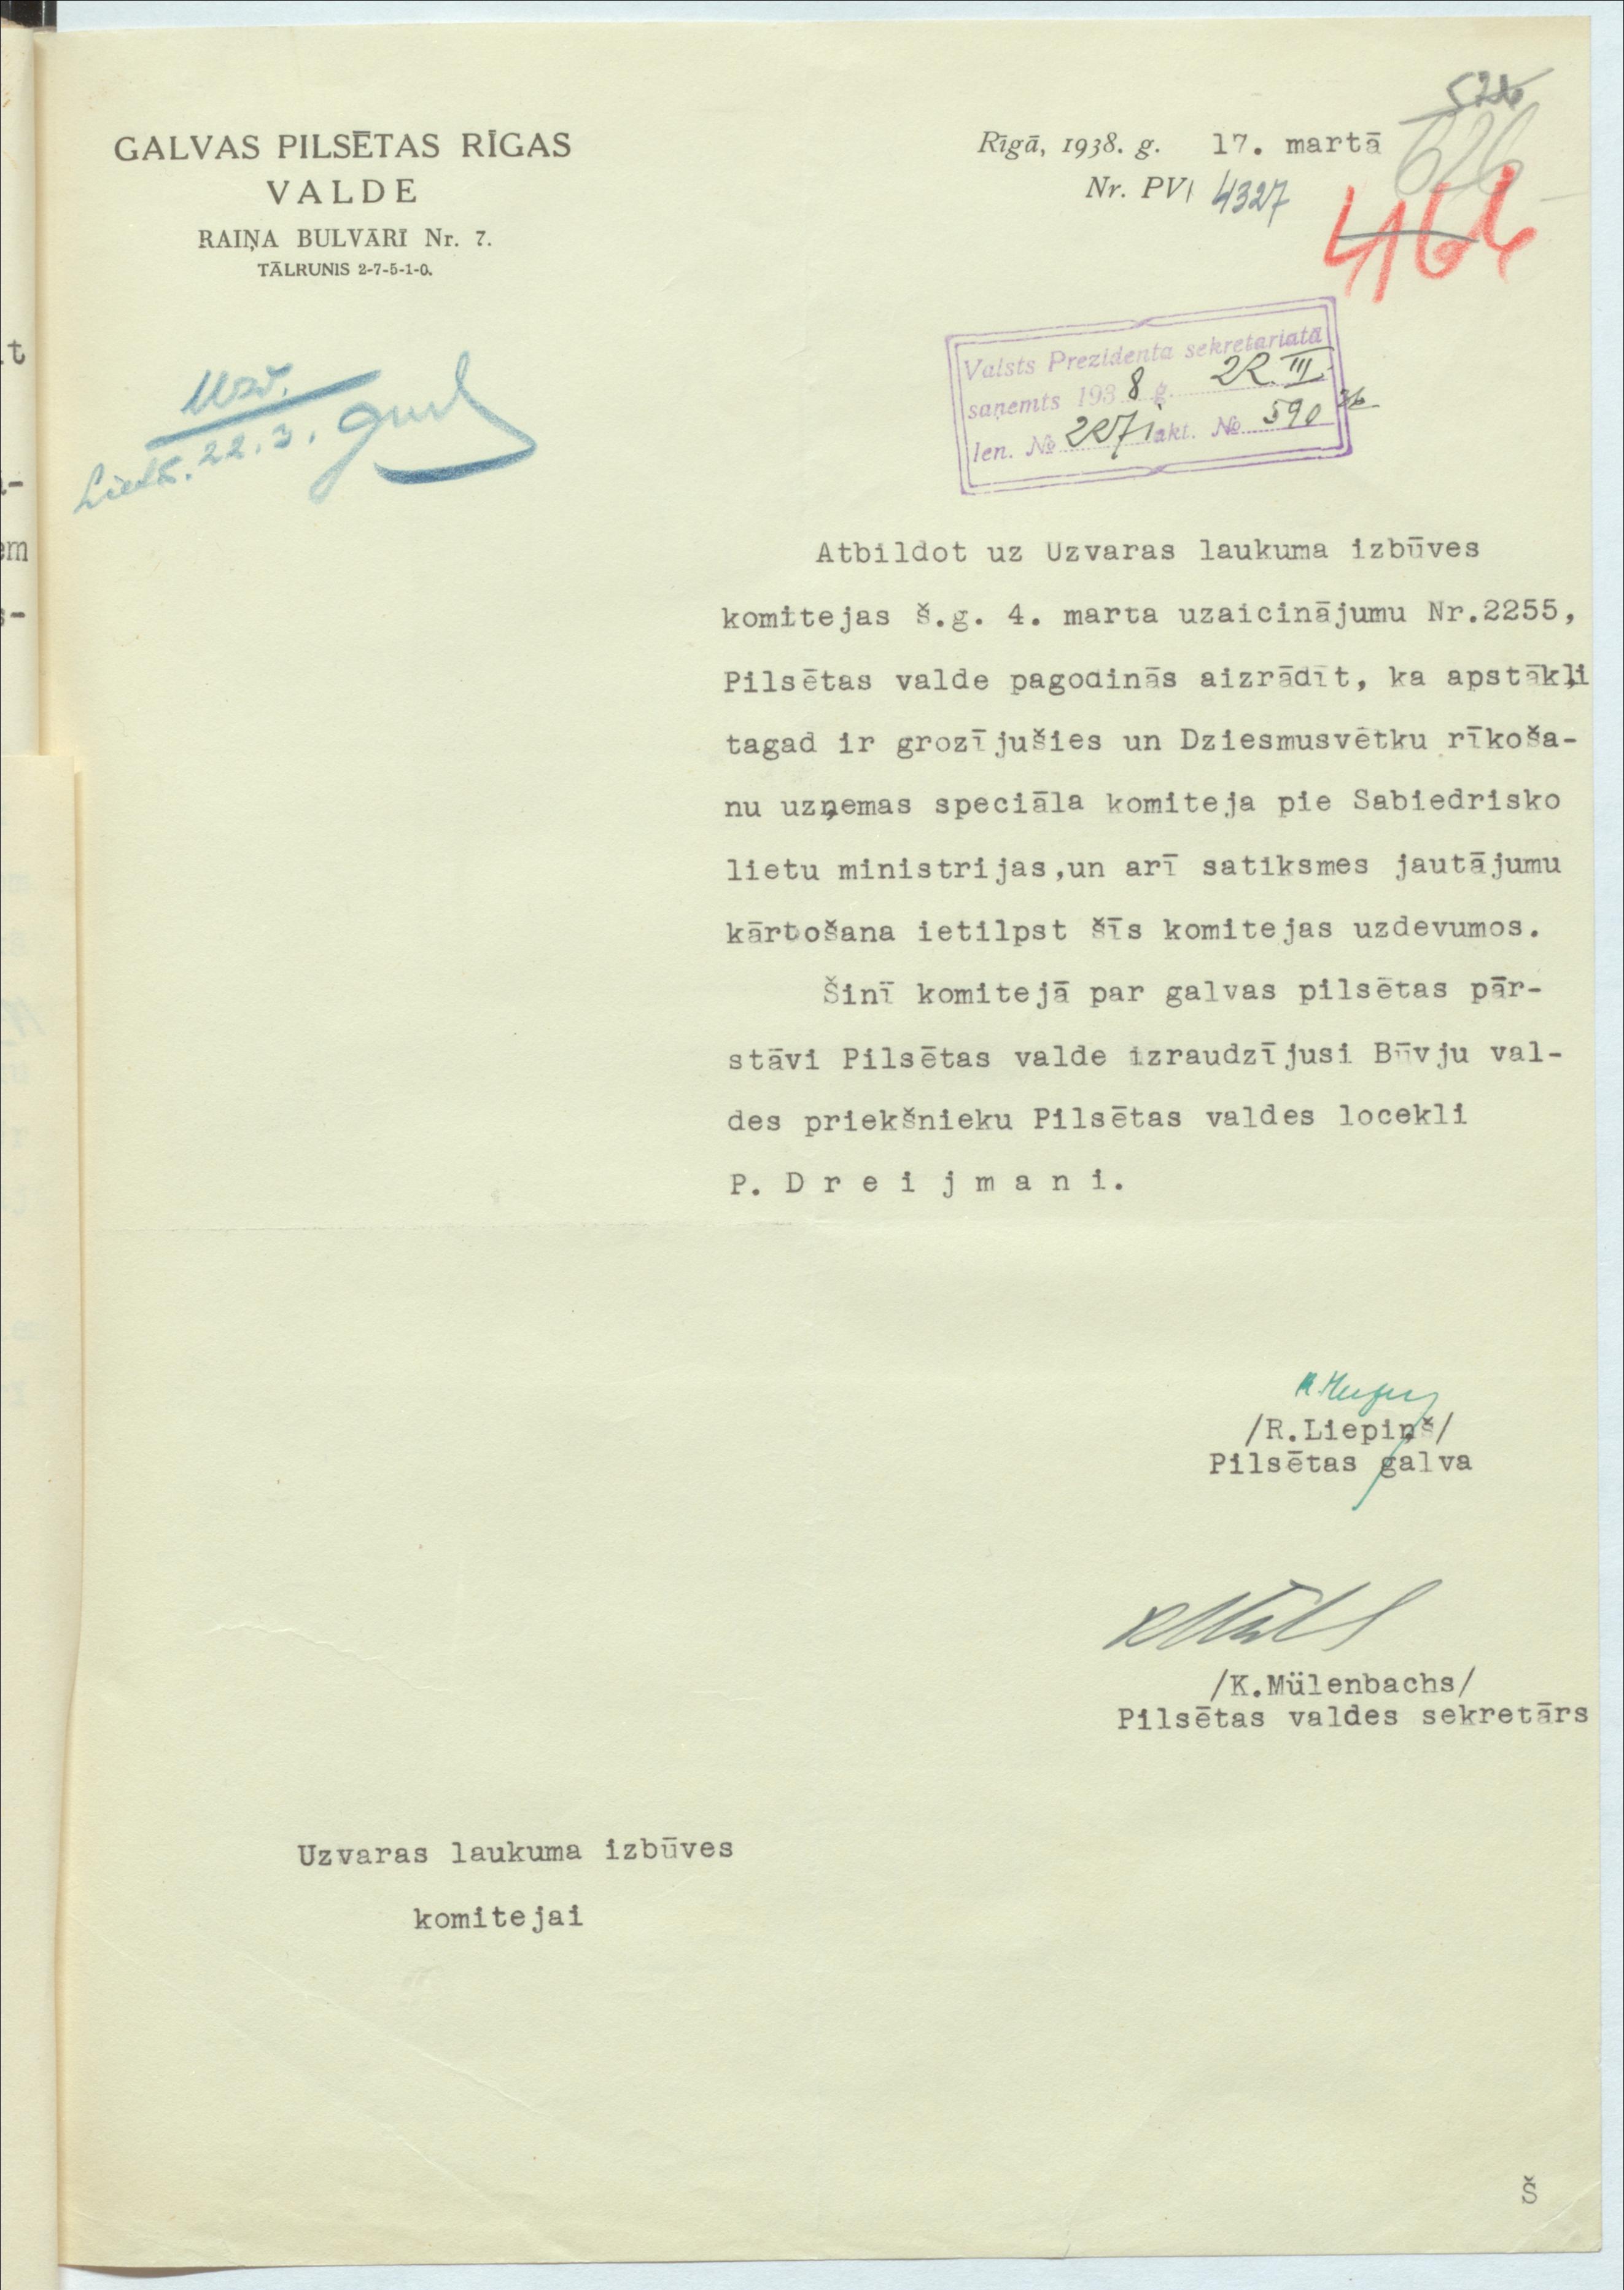 GALVAS PILSĒTAS RĪGAS
VALDE
RAIŅA BULVĀRĪ Nr. 7.
TĀLRUNIS 2-7-5-1-0.
Rīgā, 1938. g. 17. martā
Nr. PV/ 4327
526
626
464
Valsts Prezidenta sekretariatā
saņemts 1938 g. 22. III.
Ien. № 2271 akt. № 590
22. 3.
Atbildot uz Uzvaras laukuma izbūves
komitejas š.g. 4. marta uzaicinājumu Nr.2255,
Pilsētas valde pagodinās aizrādīt, ka apstākļi
tagad ir grozījušies un Dziesmusvētku rīkoša-
nu uzņemas speciāla komiteja pie Sabiedrisko
lietu ministrijas,un arī satiksmes jautājumu
kārtošana ietilpst šīs komitejas uzdevumos.
Šinī komitejā par galvas pilsētas pār-
stāvi Pilsētas valde izraudzījusi Būvju val-
des priekšnieku Pilsētas valdes locekli
P. D r e i j m a n i.
/R.Liepiņš/
Pilsētas galva
/K.Mülenbachs/
Pilsētas valdes sekretārs
Uzvaras laukuma izbūves
komitejai
Š